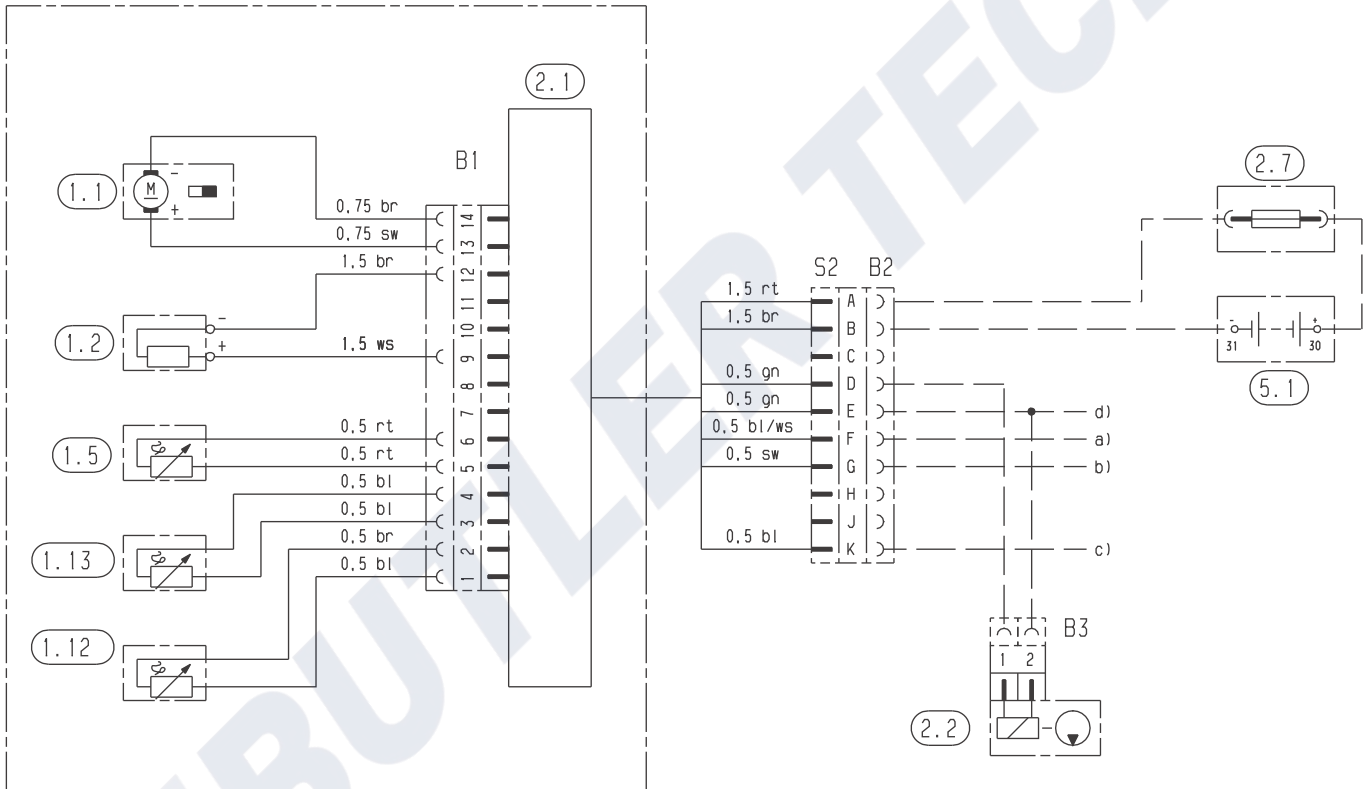 2.1
B1
1.1
M
-
+
0,75 br
0,75 sw
1,5 br
1.2
-
+
1,5 ws
1.5
0,5 rt
0,5 rt
0,5 bl
0,5 bl
0,5 br
0,5 bl
1.13
1.12
14
13
12
11
10
9
8
7
6
5
4
3
2
1
S2 B2
1,5 rt
1,5 br
0,5 gn
0,5 gn
0,5 bl/ws
0,5 sw
0,5 bl
A
B
C
D
E
F
G
H
J
K
2.7
- +
31 30
5.1
d)
a)
b)
c)
B3
1 2
2.2
BUTLER TECH